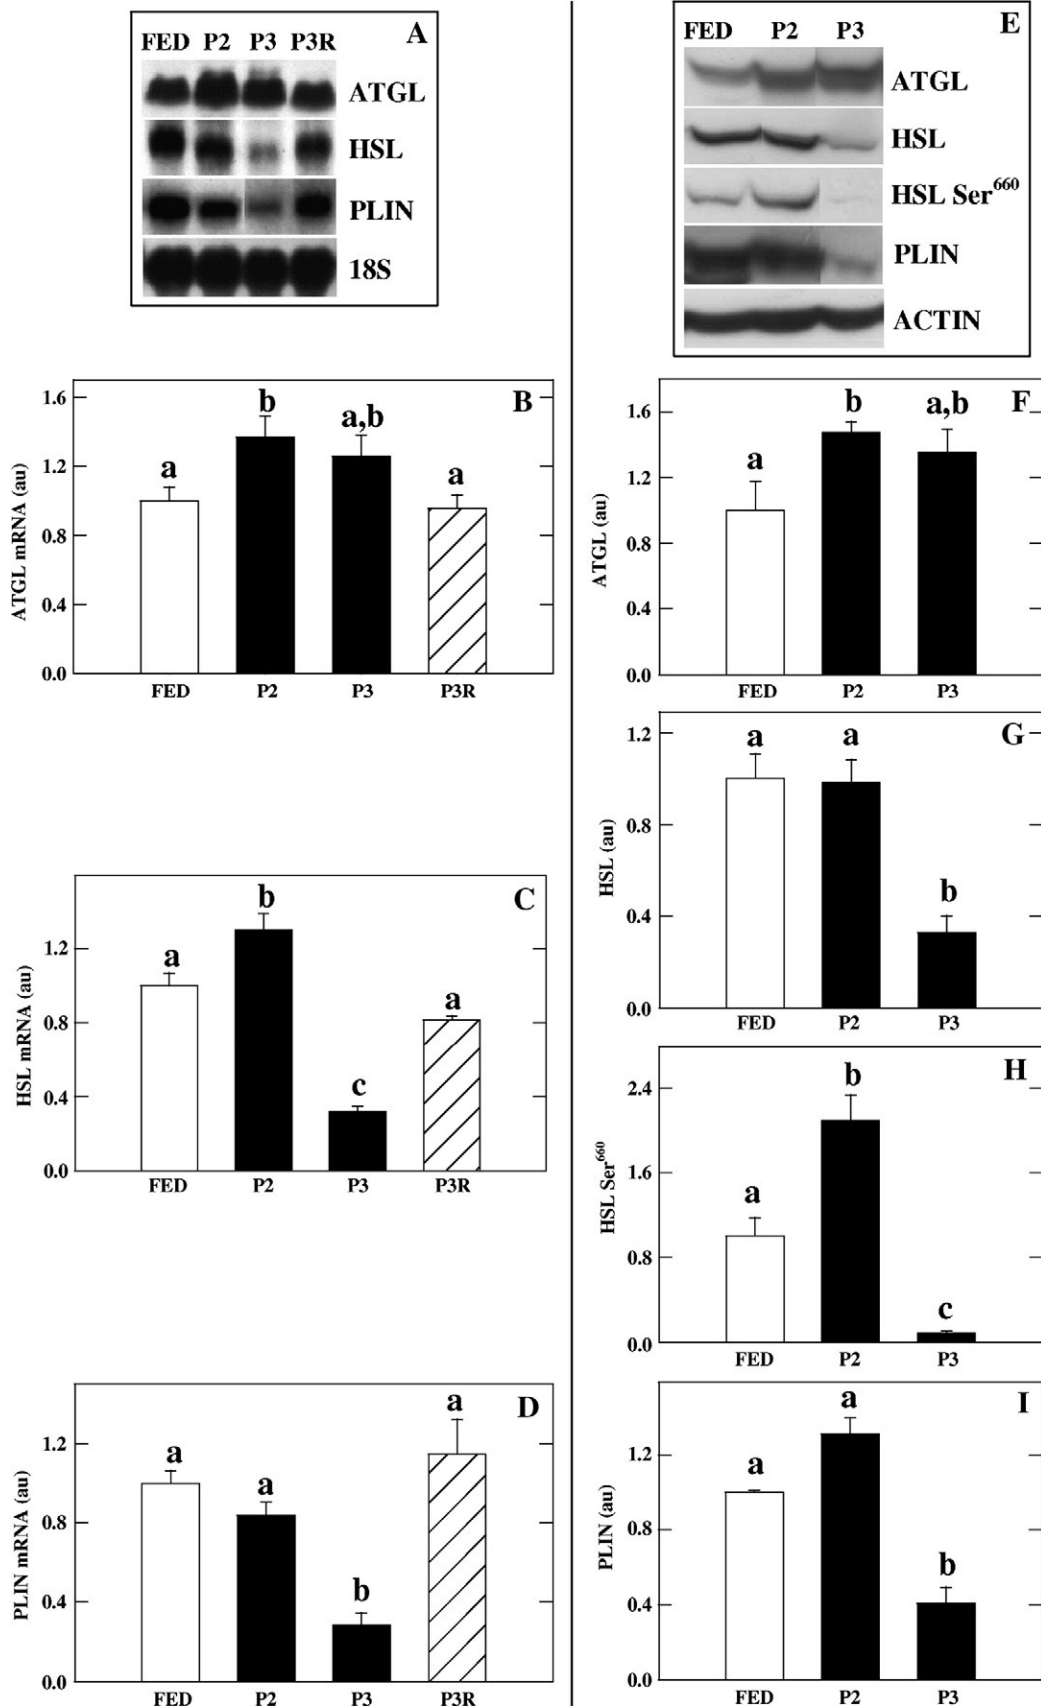 FED P2 P3 P3R A
ATGL
HSL
PLIN
18S
B
ATGL mRNA (au)
1.6
1.2
0.8
0.4
0.0
a
b
a,b
a
FED P2 P3 P3R
C
HSL mRNA (au)
1.2
0.8
0.4
0.0
a
b
c
a
FED P2 P3 P3R
D
PLIN mRNA (au)
1.2
0.8
0.4
0.0
a
a
b
a
FED P2 P3 P3R
FED P2 P3 E
ATGL
HSL
HSL Ser⁶⁶⁰
PLIN
ACTIN
F
ATGL (au)
1.6
1.2
0.8
0.4
0.0
a
b
a,b
FED P2 P3
G
HSL (au)
1.2
0.8
0.4
0.0
a
a
b
FED P2 P3
H
HSL Ser⁶⁶⁰
2.4
1.6
0.8
0.0
a
b
c
FED P2 P3
I
PLIN (au)
1.2
0.8
0.4
0.0
a
a
b
FED P2 P3